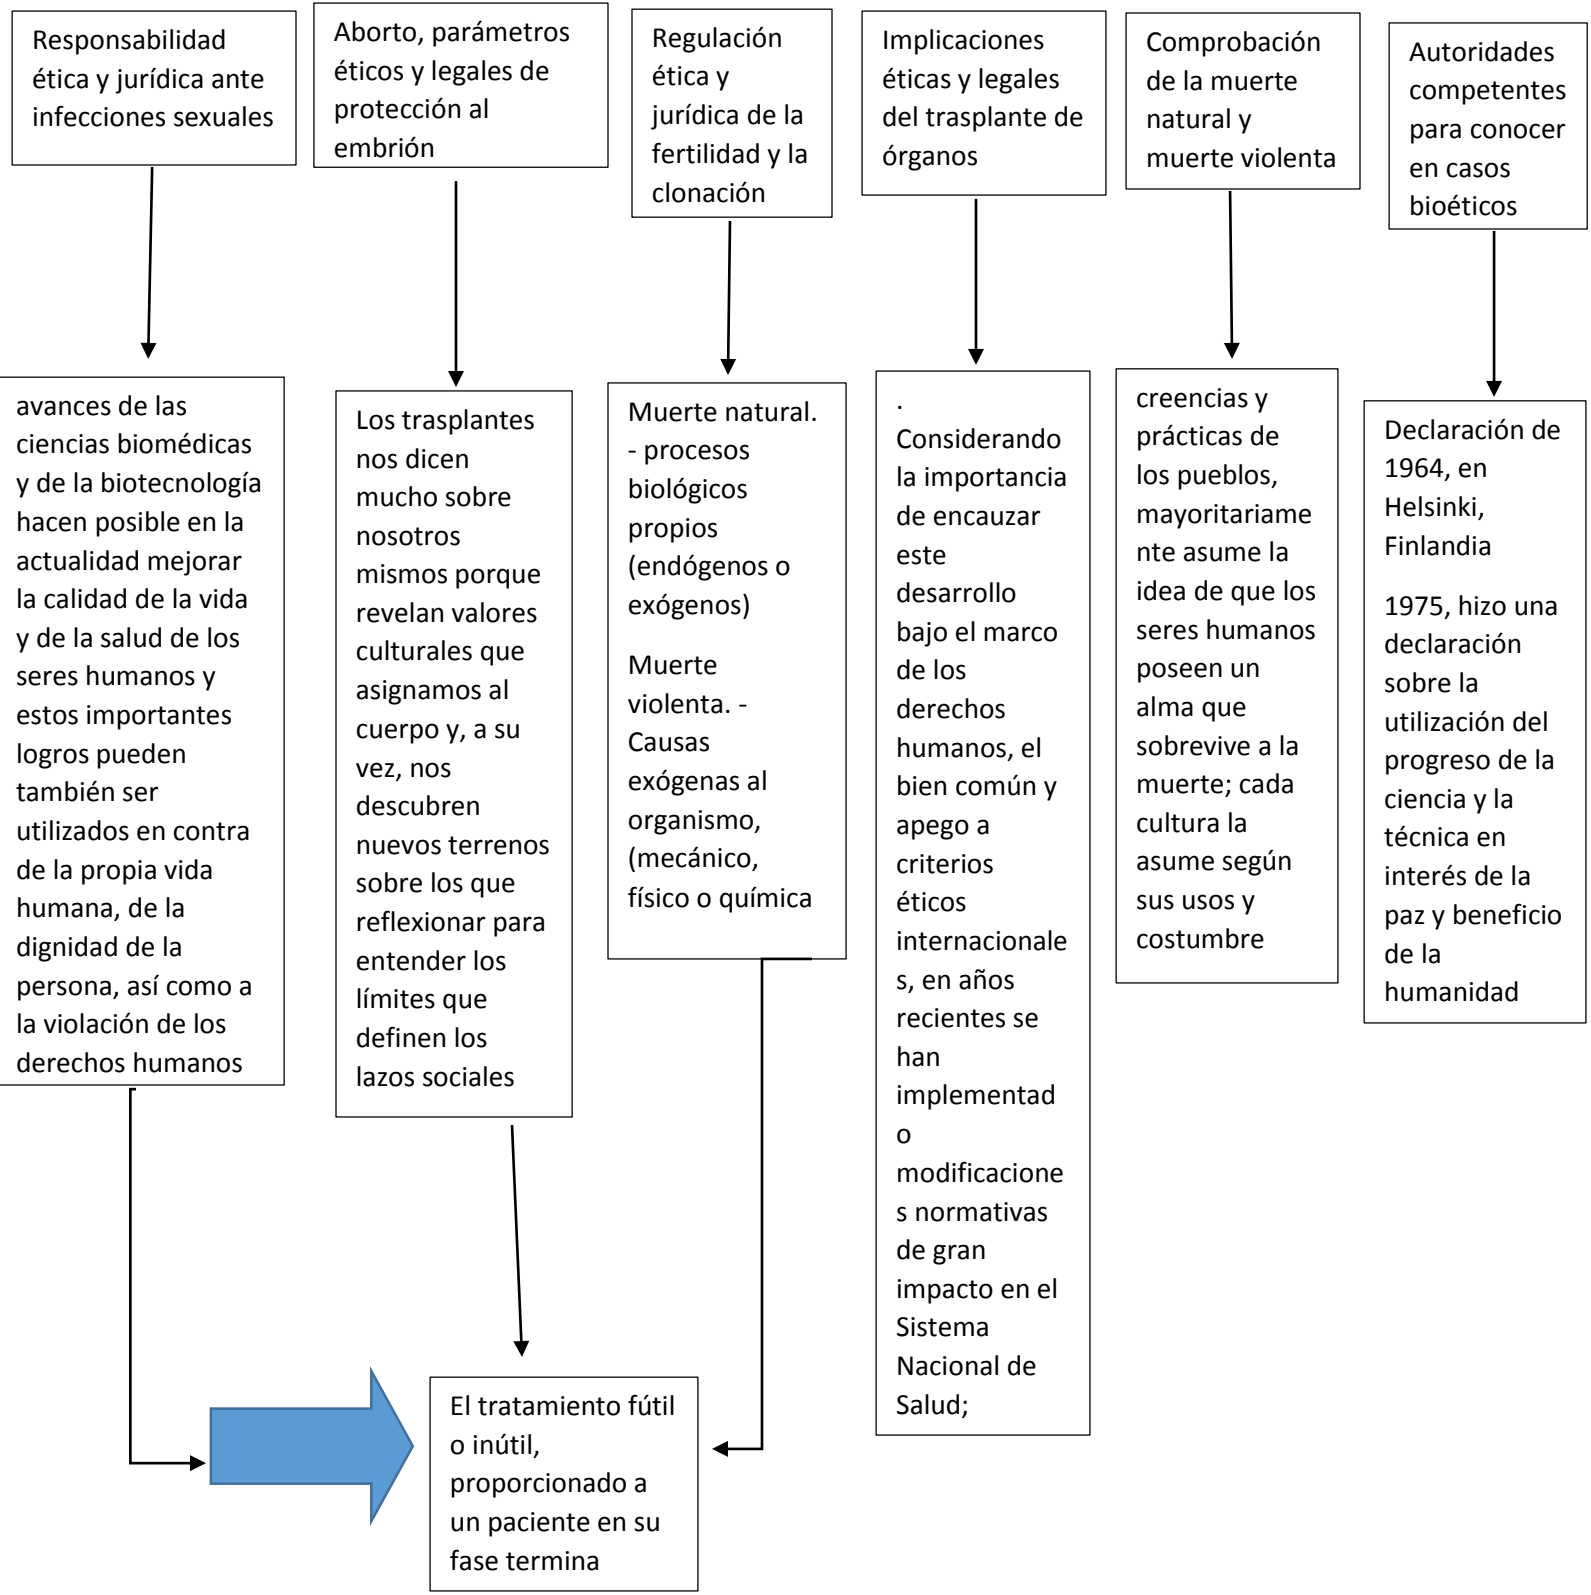 Responsabilidad
ética y jurídica ante
infecciones sexuales
Aborto, parámetros
éticos y legales de
protección al
embrión
Regulación
ética y
jurídica de la
fertilidad y la
clonación
Implicaciones
éticas y legales
del trasplante de
órganos
Comprobación
de la muerte
natural y
muerte violenta
Autoridades
competentes
para conocer
en casos
bioéticos
avances de las
ciencias biomédicas
y de la biotecnología
hacen posible en la
actualidad mejorar
la calidad de la vida
y de la salud de los
seres humanos y
estos importantes
logros pueden
también ser
utilizados en contra
de la propia vida
humana, de la
dignidad de la
persona, así como a
la violación de los
derechos humanos
Los trasplantes
nos dicen
mucho sobre
nosotros
mismos porque
revelan valores
culturales que
asignamos al
cuerpo y, a su
vez, nos
descubren
nuevos terrenos
sobre los que
reflexionar para
entender los
límites que
definen los
lazos sociales
Muerte natural.
- procesos
biológicos
propios
(endógenos o
exógenos)
Muerte
violenta. -
Causas
exógenas al
organismo,
(mecánico,
físico o química
.
Considerando
la importancia
de encauzar
este
desarrollo
bajo el marco
de los
derechos
humanos, el
bien común y
apego a
criterios
éticos
internacionale
s, en años
recientes se
han
implementad
o
modificacione
s normativas
de gran
impacto en el
Sistema
Nacional de
Salud;
creencias y
prácticas de
los pueblos,
mayoritariame
nte asume la
idea de que los
seres humanos
poseen un
alma que
sobrevive a la
muerte; cada
cultura la
asume según
sus usos y
costumbre
Declaración de
1964, en
Helsinki,
Finlandia
1975, hizo una
declaración
sobre la
utilización del
progreso de la
ciencia y la
técnica en
interés de la
paz y beneficio
de la
humanidad
El tratamiento fútil
o inútil,
proporcionado a
un paciente en su
fase termina